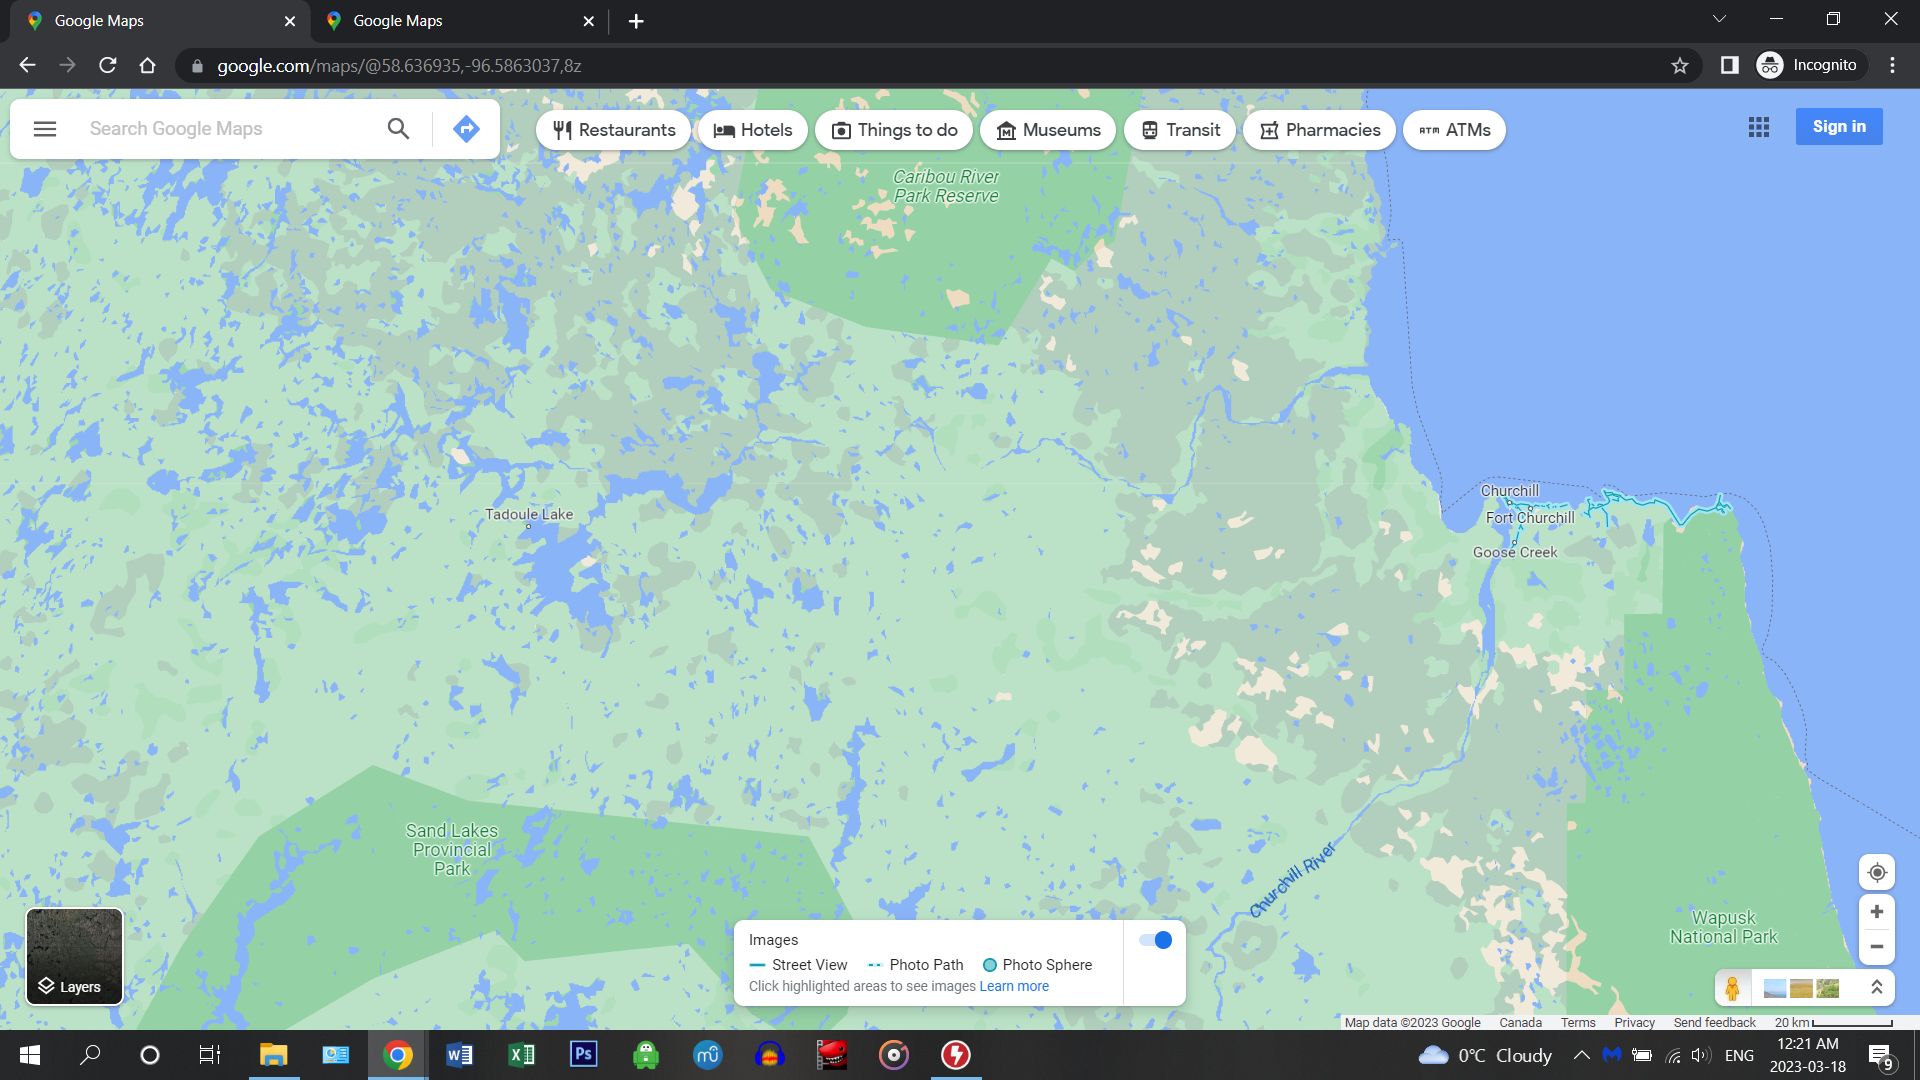 Google Maps
Google Maps
google.com/maps/@58.636935,-96.5863037,8z
Incognito
Search Google Maps
Restaurants
Hotels
Things to do
Museums
Transit
Pharmacies
ATM ATMs
Sign in
Caribou River
Park Reserve
Churchill
Fort Churchill
Goose Creek
Tadoule Lake
Sand Lakes
Provincial
Park
Churchill River
Wapusk
National Park
Layers
Images
Street View
Photo Path
Photo Sphere
Click highlighted areas to see images Learn more
Map data ©2023 Google
Canada
Terms
Privacy
Send feedback
20 km
W
X
Ps
mu
0°C Cloudy
ENG
12:21 AM
2023-03-18
9